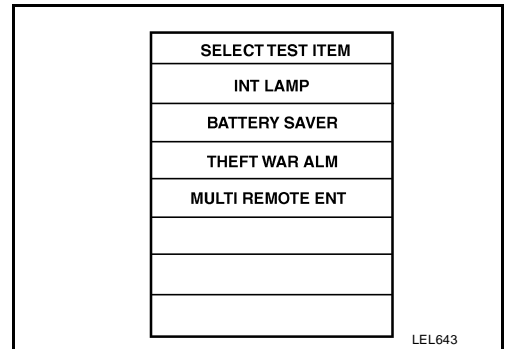 SELECT TEST ITEM
INT LAMP
BATTERY SAVER
THEFT WAR ALM
MULTI REMOTE ENT
LEL643